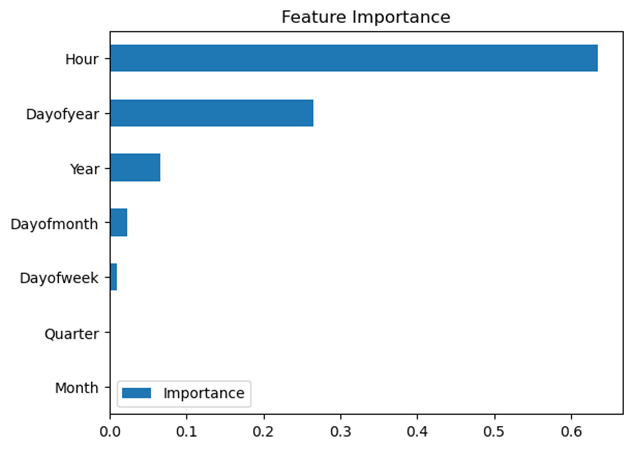 Feature Importance
Hour
Dayofyear
Year
Dayofmonth
Dayofweek
Quarter
Month
Importance
0.0 0.1 0.2 0.3 0.4 0.5 0.6